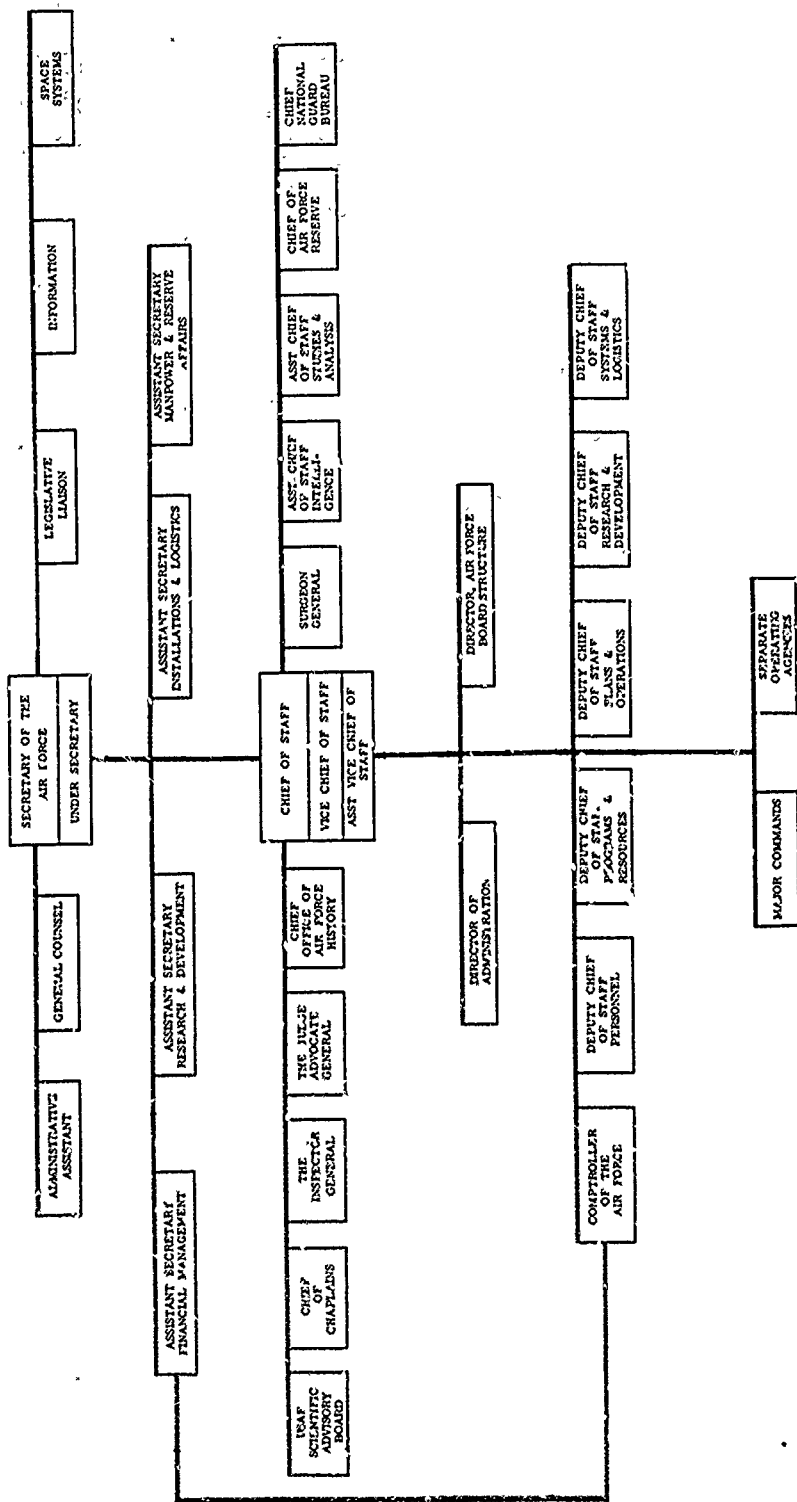 SECRETARY OF THE
AIR FORCE
UNDER SECRETARY
ADMINISTRATIVE
ASSISTANT
GENERAL COUNSEL
LEGISLATIVE
LIAISON
INFORMATION
SPACE
SYSTEMS
ASSISTANT SECRETARY
FINANCIAL MANAGEMENT
ASSISTANT SECRETARY
RESEARCH & DEVELOPMENT
ASSISTANT SECRETARY
INSTALLATIONS & LOGISTICS
ASSISTANT SECRETARY
MANPOWER & RESERVE
AFFAIRS
CHIEF OF STAFF
VICE CHIEF OF STAFF
ASST VICE CHIEF OF
STAFF
USAF
SCIENTIFIC
ADVISORY
BOARD
CHIEF
OF
CHAPLAINS
THE
INSPECTOR
GENERAL
THE JUDGE
ADVOCATE
GENERAL
CHIEF
OFFICE OF
AIR FORCE
HISTORY
SURGEON
GENERAL
ASST CHIEF
OF STAFF
INTELLI-
GENCE
ASST CHIEF
OF STAFF
STUDIES &
ANALYSIS
CHIEF OF
AIR FORCE
RESERVE
CHIEF
NATIONAL
GUARD
BUREAU
DIRECTOR OF
ADMINISTRATION
DIRECTOR, AIR FORCE
BOARD STRUCTURE
COMPTROLLER
OF THE
AIR FORCE
DEPUTY CHIEF
OF STAFF
PERSONNEL
DEPUTY CHIEF
OF STAFF
PROGRAMS &
RESOURCES
DEPUTY CHIEF
OF STAFF
PLANS &
OPERATIONS
DEPUTY CHIEF
OF STAFF
RESEARCH &
DEVELOPMENT
DEPUTY CHIEF
OF STAFF
SYSTEMS &
LOGISTICS
MAJOR COMMANDS
SEPARATE
OPERATING
AGENCIES